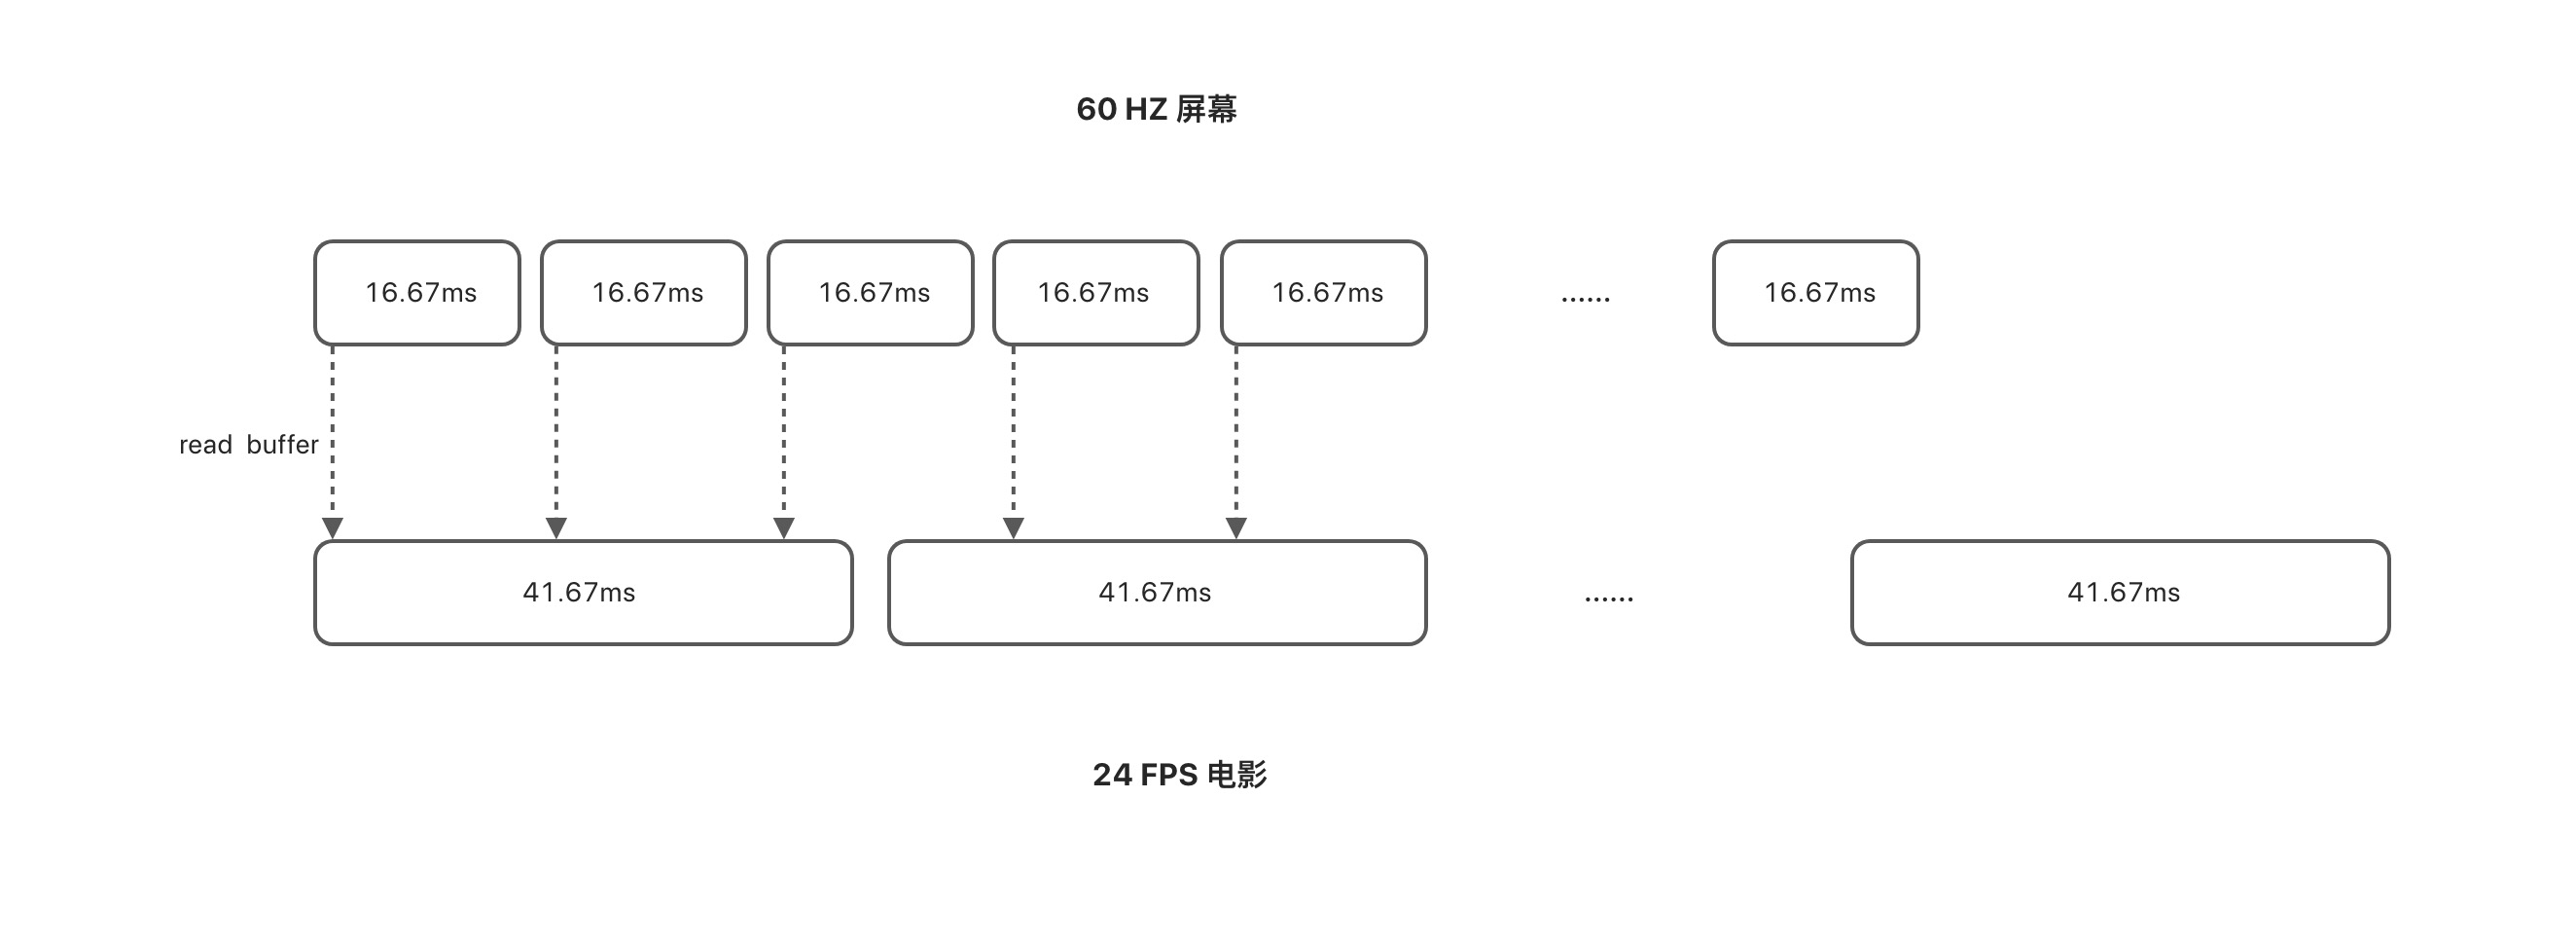 60 HZ 屏幕
16.67ms 16.67ms 16.67ms 16.67ms 16.67ms ...... 16.67ms
read buffer
41.67ms 41.67ms ...... 41.67ms
24 FPS 电影